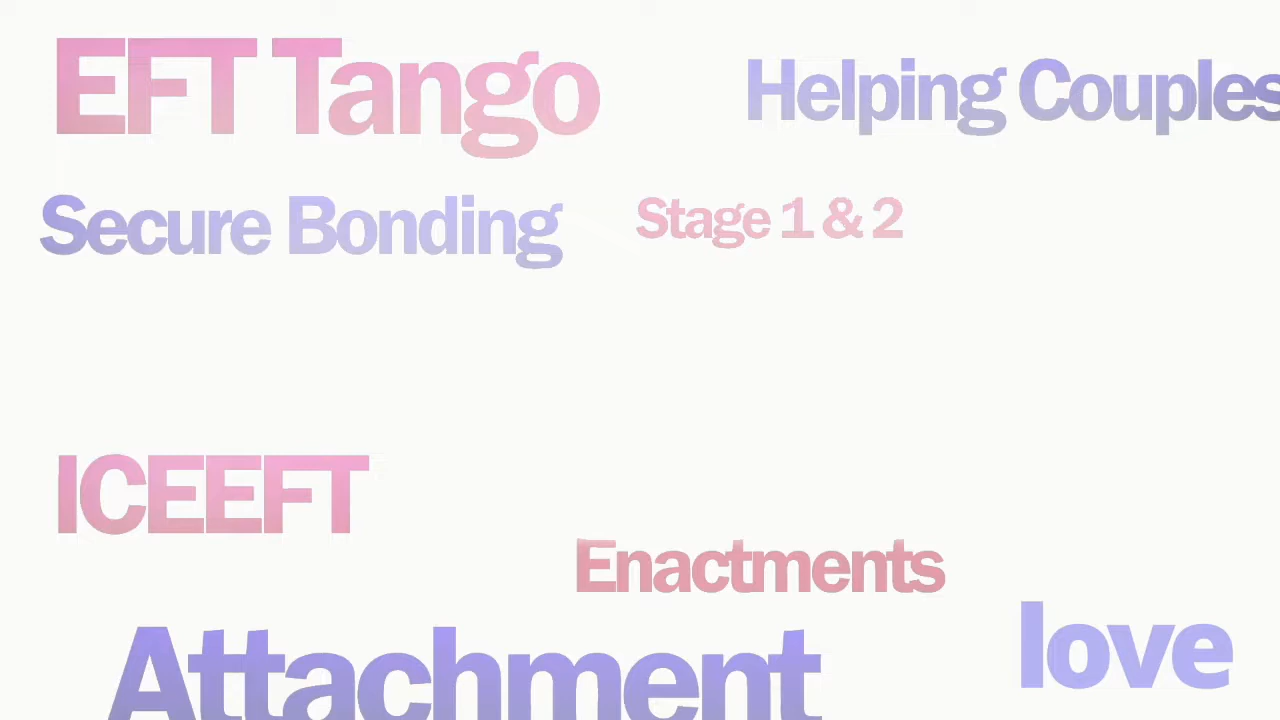 EFT Tango
Helping Couples
Secure Bonding
Stage 1 & 2
ICEEFT
Enactments
love
Attachment